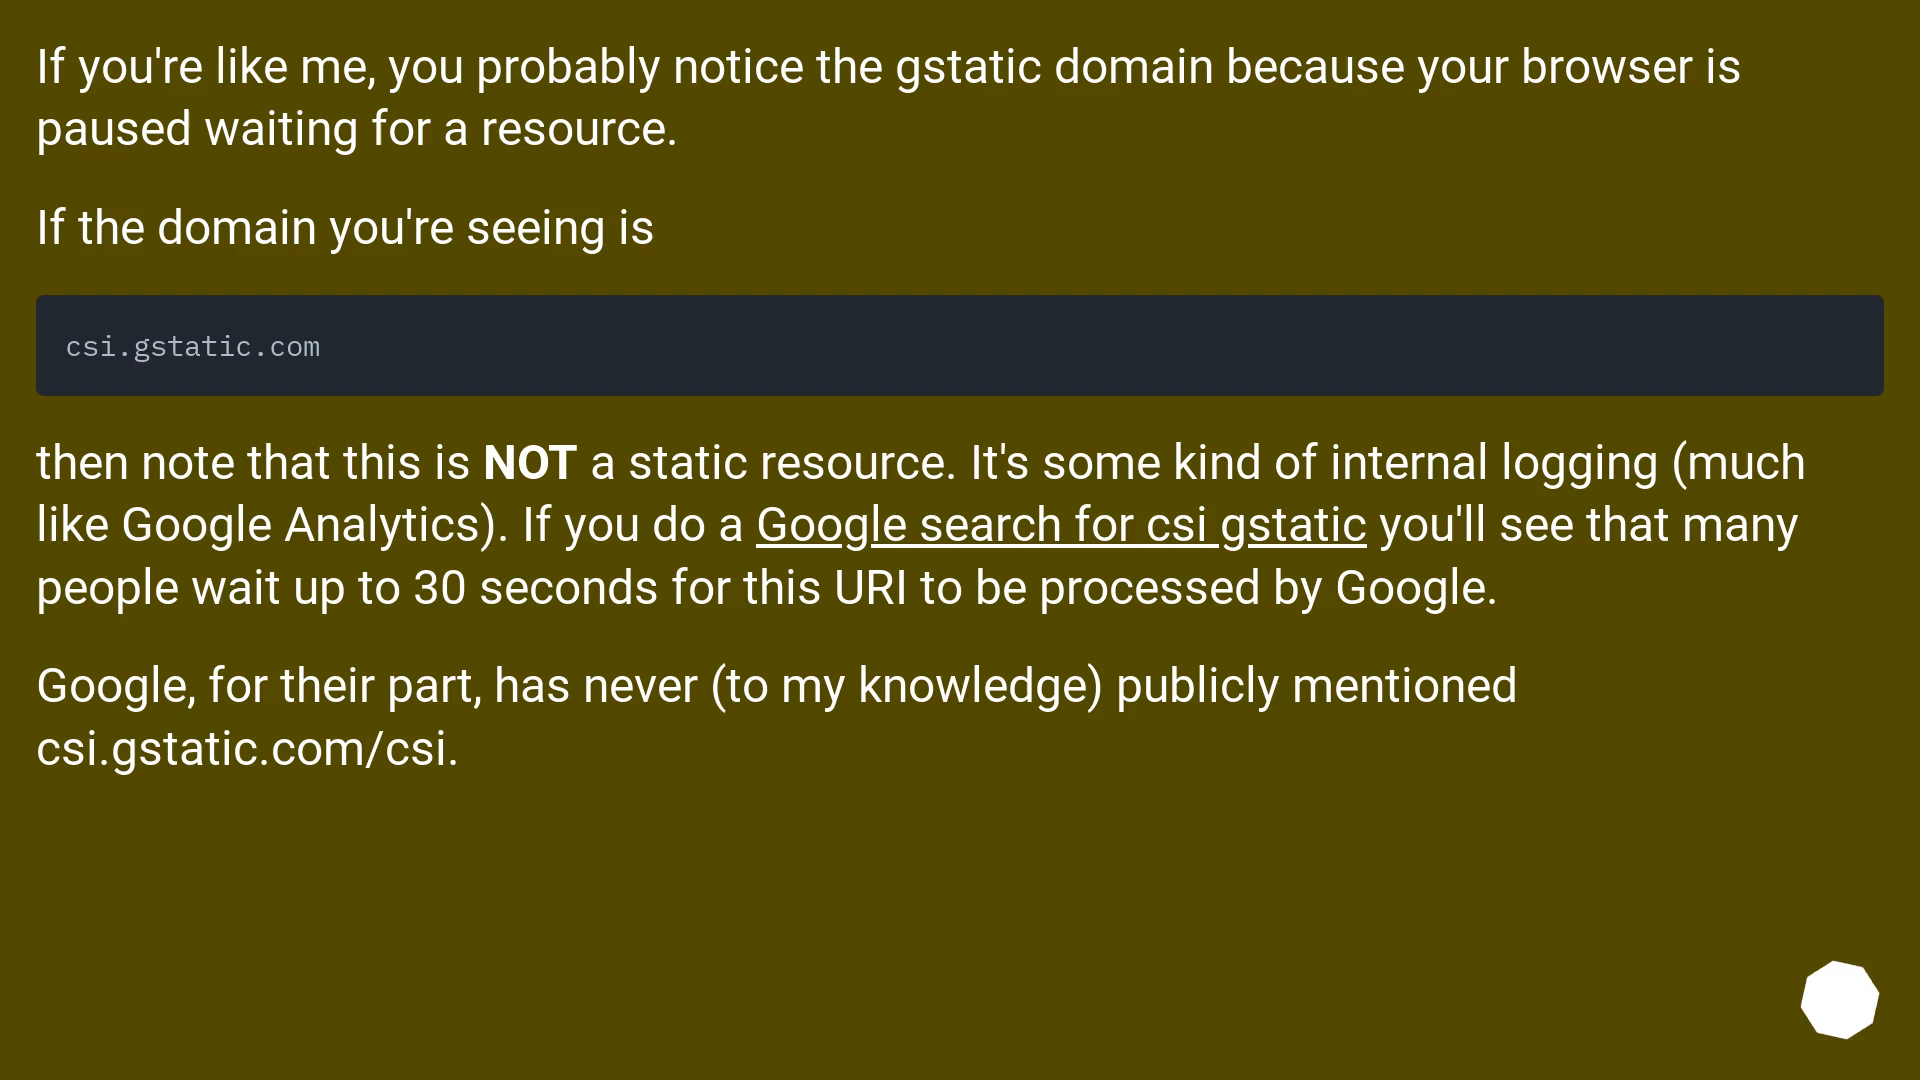 If you're like me, you probably notice the gstatic domain because your browser is
paused waiting for a resource.
If the domain you're seeing is
csi.gstatic.com
then note that this is NOT a static resource. It's some kind of internal logging (much
like Google Analytics). If you do a Google search for csi gstatic you'll see that many
people wait up to 30 seconds for this URI to be processed by Google.
Google, for their part, has never (to my knowledge) publicly mentioned
csi.gstatic.com/csi.